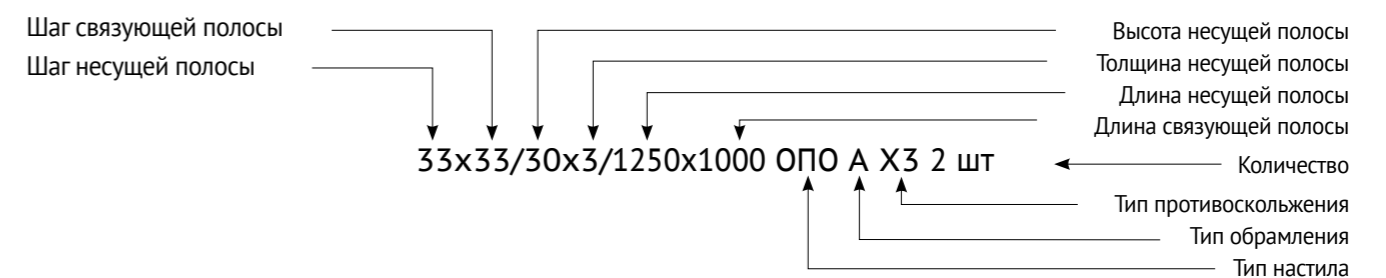 Шаг связующей полосы
Шаг несущей полосы
Высота несущей полосы
Толщина несущей полосы
Длина несущей полосы
Длина связующей полосы
33х33/30х3/1250х1000 ОПО А Х3 2 шт
Количество
Тип противоскольжения
Тип обрамления
Тип настила